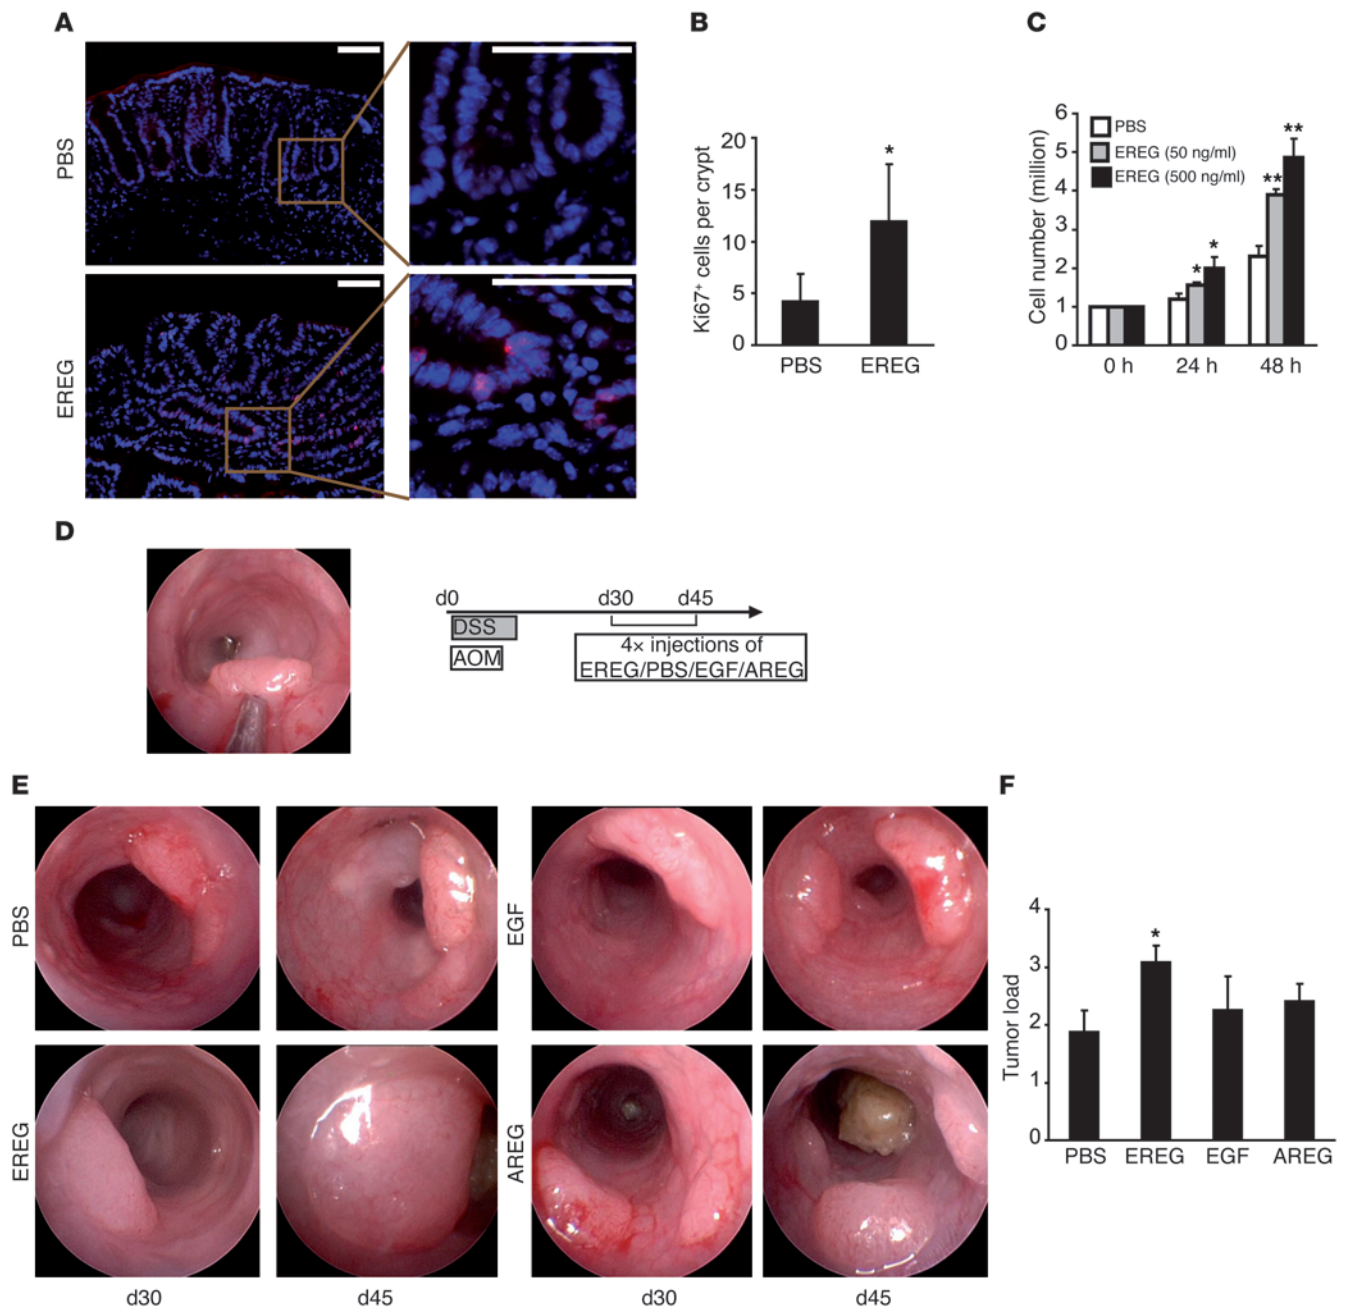 A
PBS
EREG
B
Ki67⁺ cells per crypt
20
15
10
5
0
*
PBS
EREG
C
Cell number (million)
6
5
4
3
2
1
0
PBS
EREG (50 ng/ml)
EREG (500 ng/ml)
*
*
**
**
0 h
24 h
48 h
D
d0
d30
d45
DSS
AOM
4× injections of
EREG/PBS/EGF/AREG
E
PBS
EGF
EREG
AREG
d30
d45
d30
d45
F
Tumor load
4
3
2
1
0
*
PBS
EREG
EGF
AREG